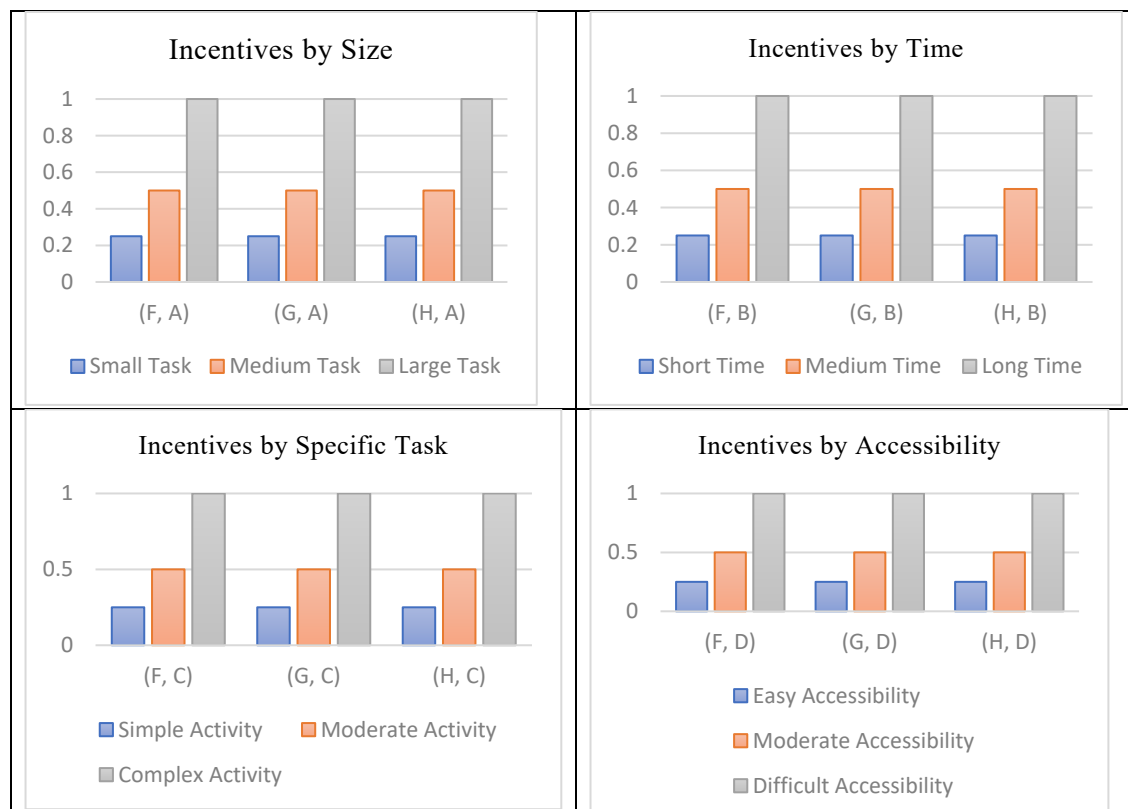 Incentives by Size
1
0.8
0.6
0.4
0.2
0
(F, A) (G, A) (H, A)
Small Task Medium Task Large Task
Incentives by Time
1
0.8
0.6
0.4
0.2
0
(F, B) (G, B) (H, B)
Short Time Medium Time Long Time
Incentives by Specific Task
1
0.5
0
(F, C) (G, C) (H, C)
Simple Activity Moderate Activity
Complex Activity
Incentives by Accessibility
1
0.5
0
(F, D) (G, D) (H, D)
Easy Accessibility
Moderate Accessibility
Difficult Accessibility